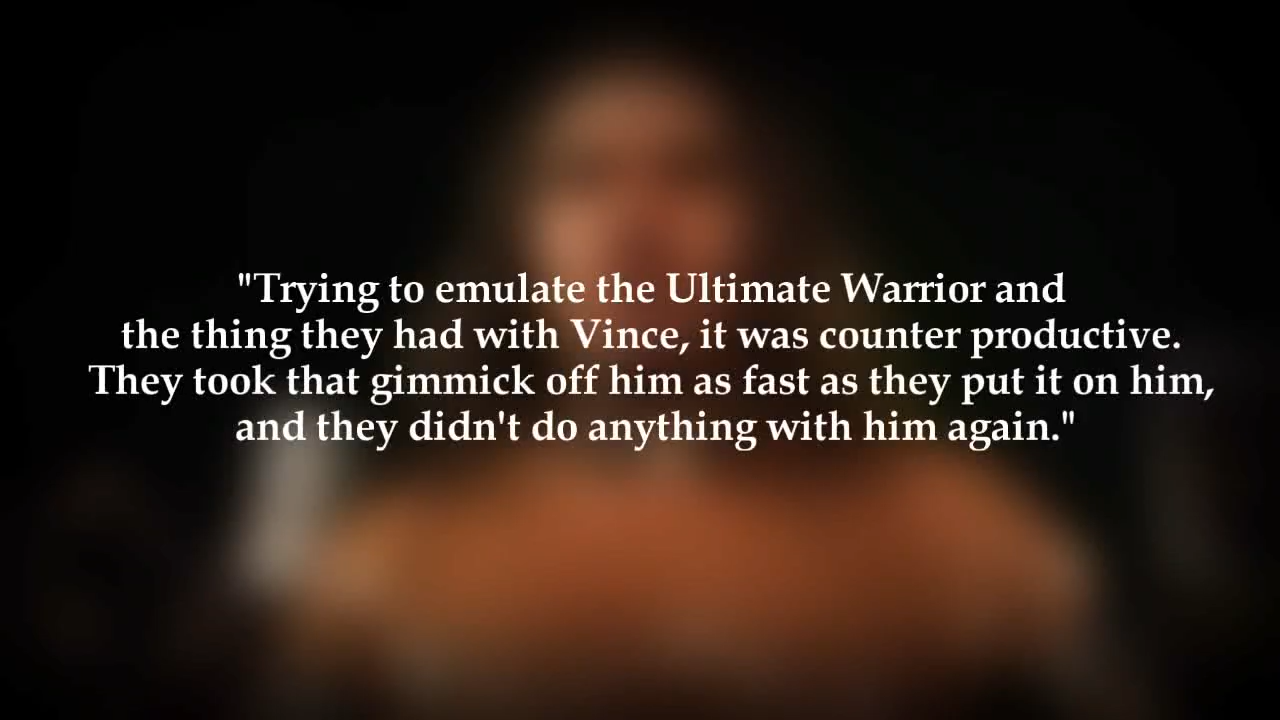 "Trying to emulate the Ultimate Warrior and
the thing they had with Vince, it was counter productive.
They took that gimmick off him as fast as they put it on him,
and they didn't do anything with him again."